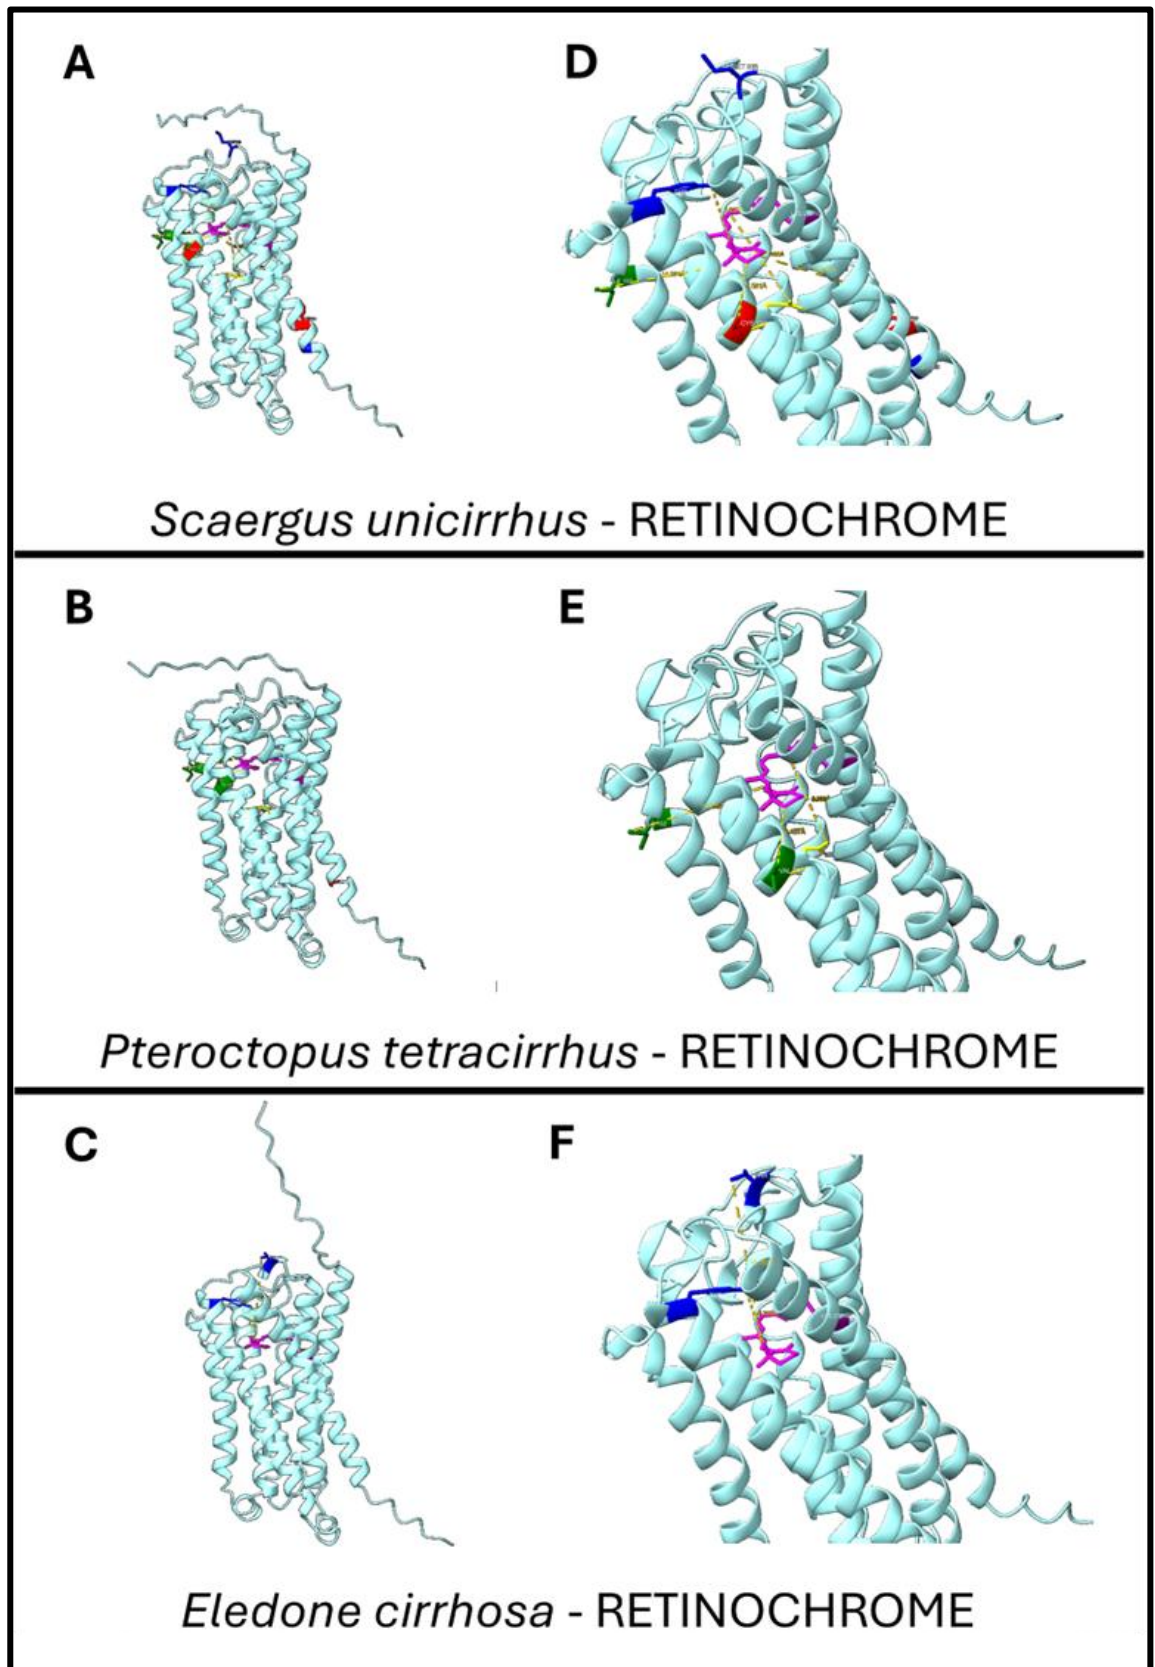 A
D
Scaergus unicirrhus - RETINOCHROME
B
E
Pteroctopus tetracirrhus - RETINOCHROME
C
F
Eledone cirrhosa - RETINOCHROME